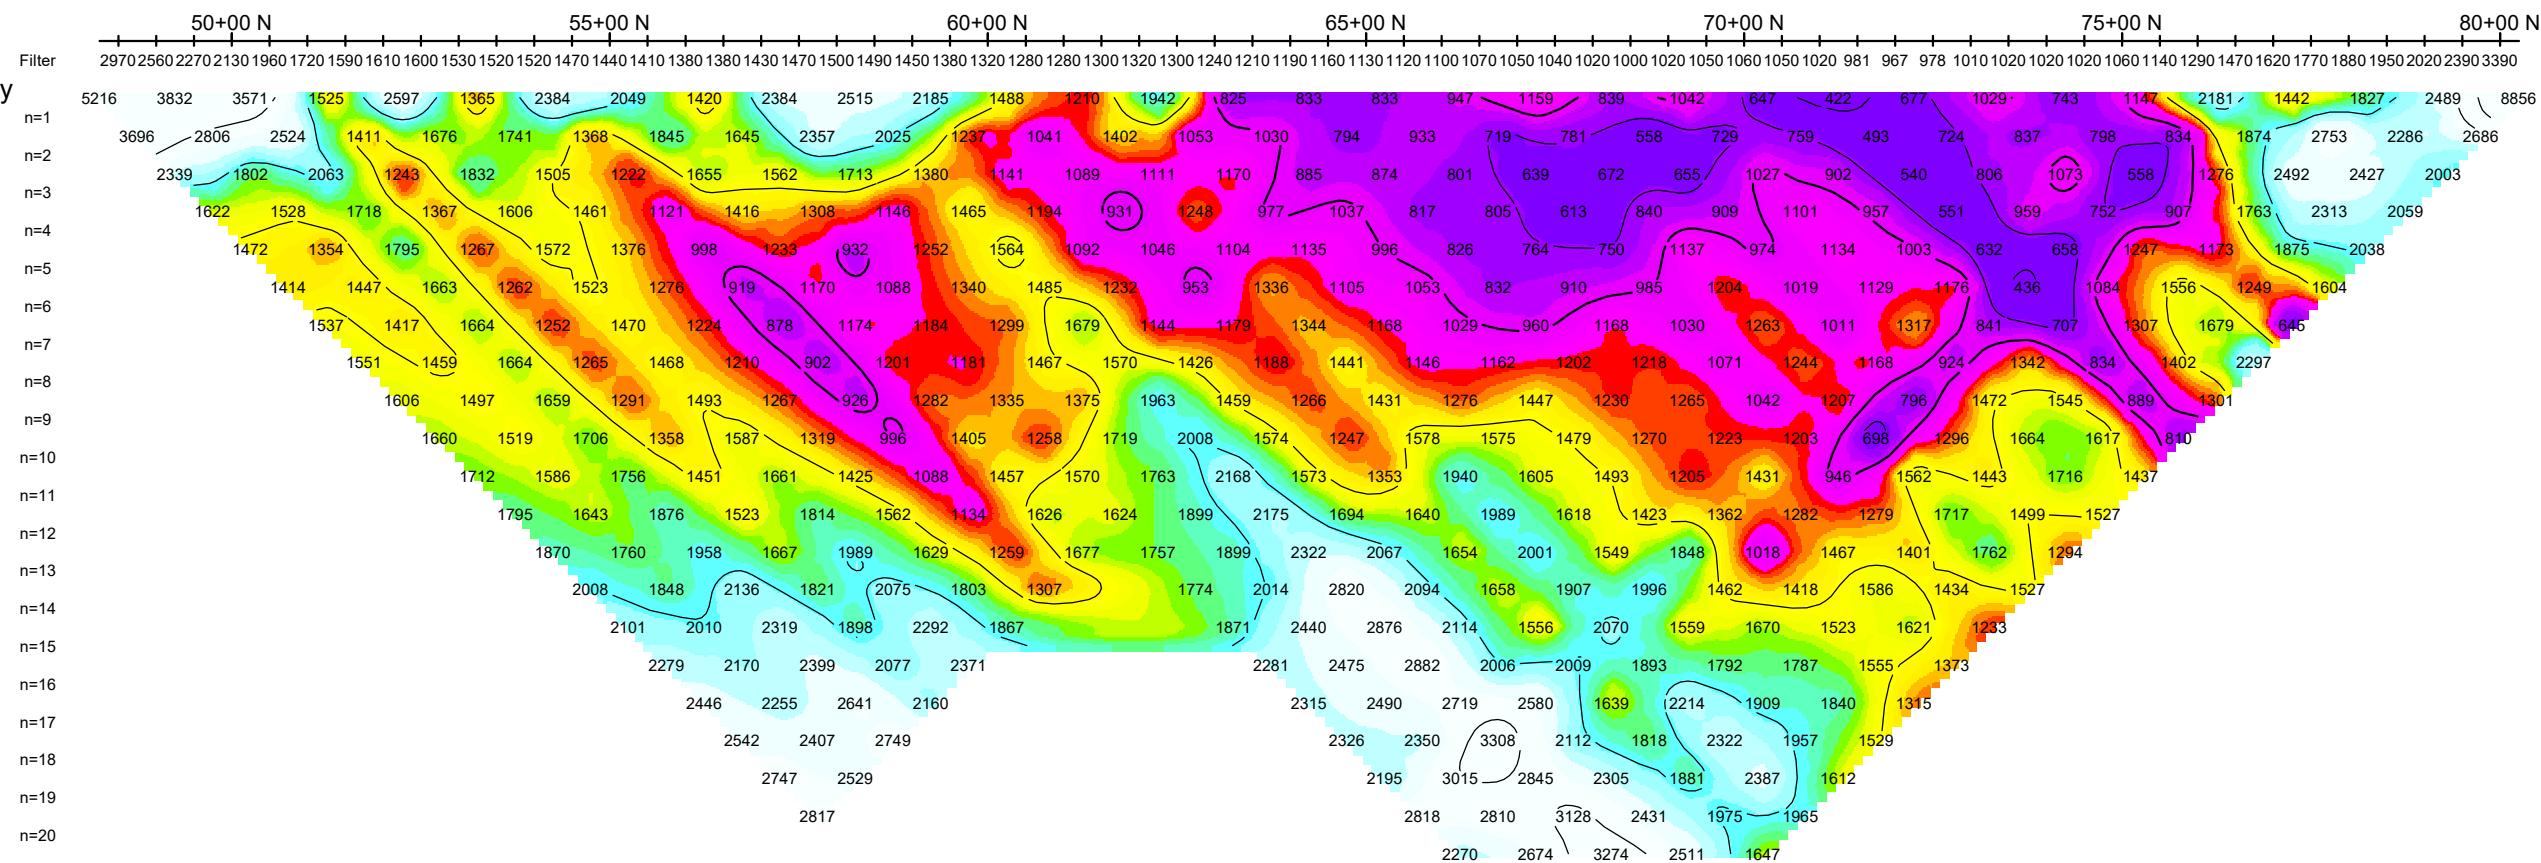 50+00 N 55+00 N 60+00 N 65+00 N 70+00 N 75+00 N 80+00 N
Filter 2970 2560 2270 2130 1960 1720 1590 1610 1600 1530 1520 1520 1470 1440 1410 1380 1380 1430 1470 1500 1490 1450 1380 1320 1280 1280 1300 1320 1300 1240 1210 1190 1160 1130 1120 1100 1070 1050 1040 1020 1000 1020 1050 1060 1050 1020 981 967 978 1010 1020 1020 1020 1060 1140 1290 1470 1620 1770 1880 1950 2020 2390 3390
y
5216 3832 3571 1525 2597 1365 2384 2049 1420 2384 2515 2185 1488 1210 1942 825 833 833 947 1159 839 1042 647 422 677 1029 743 1147 2181 1442 1827 2489 8856
n=1
3696 2806 2524 1411 1676 1741 1368 1845 1645 2357 2025 1237 1041 1402 1053 1030 794 933 719 781 558 729 759 493 724 837 798 834 1874 2753 2286 2686
n=2
2339 1802 2063 1243 1832 1505 1222 1655 1562 1713 1380 1141 1089 1111 1170 885 874 801 639 672 655 1027 902 540 806 1073 558 1276 2492 2427 2003
n=3
1622 1528 1718 1367 1606 1461 1121 1416 1308 1146 1465 1194 931 1248 977 1037 817 805 613 840 909 1101 957 551 959 752 907 1763 2313 2059
n=4
1472 1354 1795 1267 1572 1376 998 1233 932 1252 1564 1092 1046 1104 1135 996 826 764 750 1137 974 1134 1003 632 658 1247 1173 1875 2038
n=5
1414 1447 1663 1262 1523 1276 919 1170 1088 1340 1485 1232 953 1336 1105 1053 832 910 985 1204 1019 1129 1176 436 1084 1556 1249 1604
n=6
1537 1417 1664 1252 1470 1224 878 1174 1184 1299 1679 1144 1179 1344 1168 1029 960 1168 1030 1263 1011 1317 841 707 1307 1679 645
n=7
1551 1459 1664 1265 1468 1210 902 1201 1181 1467 1570 1426 1188 1441 1146 1162 1202 1218 1071 1244 1168 924 1342 834 1402 2297
n=8
1606 1497 1659 1291 1493 1267 926 1282 1335 1375 1963 1459 1266 1431 1276 1447 1230 1265 1042 1207 796 1472 1545 889 1301
n=9
1660 1519 1706 1358 1587 1319 996 1405 1258 1719 2008 1574 1247 1578 1575 1479 1270 1223 1203 698 1296 1664 1617 810
n=10
1712 1586 1756 1451 1661 1425 1088 1457 1570 1763 2168 1573 1353 1940 1605 1493 1205 1431 946 1562 1443 1716 1437
n=11
1795 1643 1876 1523 1814 1562 1134 1626 1624 1899 2175 1694 1640 1989 1618 1423 1362 1282 1279 1717 1499 1527
n=12
1870 1760 1958 1667 1989 1629 1259 1677 1757 1899 2322 2067 1654 2001 1549 1848 1018 1467 1401 1762 1294
n=13
2008 1848 2136 1821 2075 1803 1307 1774 2014 2820 2094 1658 1907 1996 1462 1418 1586 1434 1527
n=14
2101 2010 2319 1898 2292 1867 1871 2440 2876 2114 1556 2070 1559 1670 1523 1621 1233
n=15
2279 2170 2399 2077 2371 2281 2475 2882 2006 2009 1893 1792 1787 1555 1373
n=16
2446 2255 2641 2160 2315 2490 2719 2580 1639 2214 1909 1840 1315
n=17
2542 2407 2749 2326 2350 3308 2112 1818 2322 1957 1529
n=18
2747 2529 2195 3015 2845 2305 1881 2387 1612
n=19
2817 2818 2810 3128 2431 1975 1965
n=20
2270 2674 3274 2511 1647